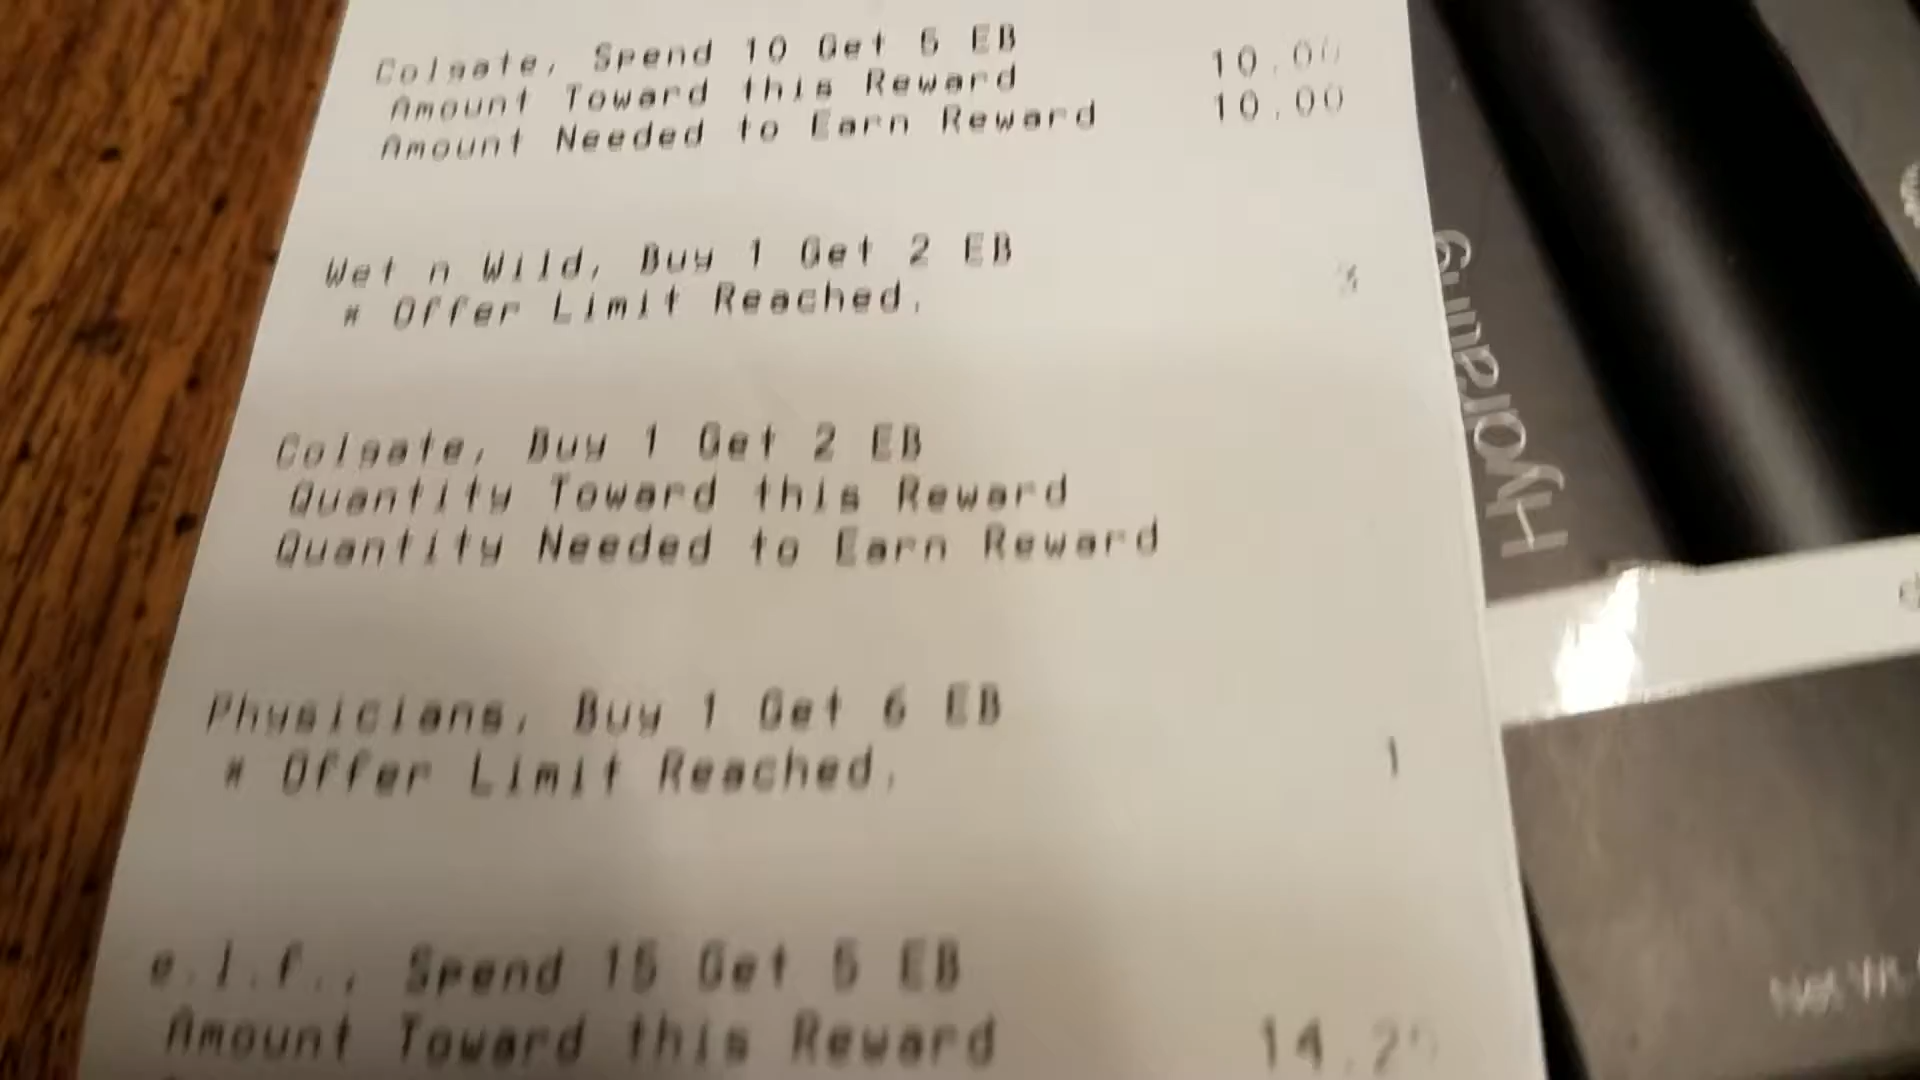 Colgate, Spend 10 Get 5 EB
Amount Toward this Reward 10.00
Amount Needed to Earn Reward 10.00
Wet n Wild, Buy 1 Get 2 EB
* Offer Limit Reached.
Colgate, Buy 1 Get 2 EB
Quantity Toward this Reward
Quantity Needed to Earn Reward
Physicians, Buy 1 Get 6 EB
* Offer Limit Reached. 1
e.l.f., Spend 15 Get 5 EB
Amount Toward this Reward
Hydrating